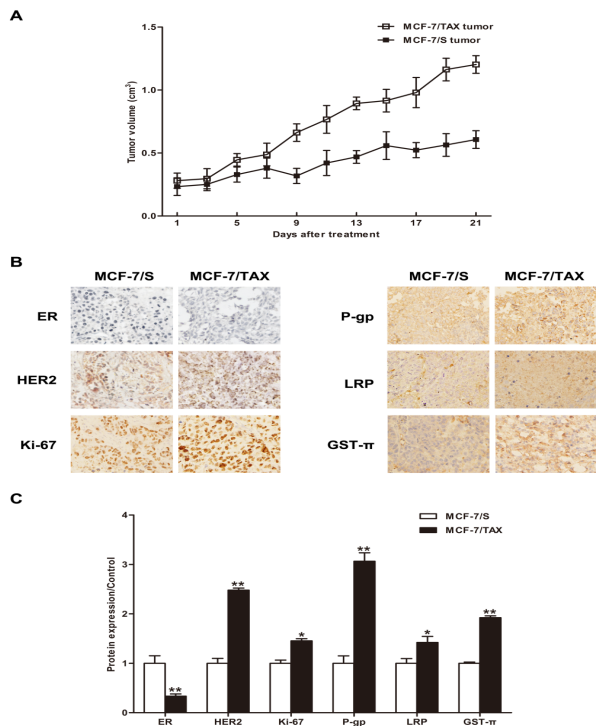 A
MCF-7/TAX tumor
MCF-7/S tumor
Tumor volume (cm³)
1.5
1.0
0.5
0.0
1 5 9 13 17 21
Days after treatment
B
MCF-7/S MCF-7/TAX MCF-7/S MCF-7/TAX
ER P-gp
HER2 LRP
Ki-67 GST-π
C
MCF-7/S
MCF-7/TAX
Protein expression/Control
4
3
2
1
0
** ** * ** * **
ER HER2 Ki-67 P-gp LRP GST-π